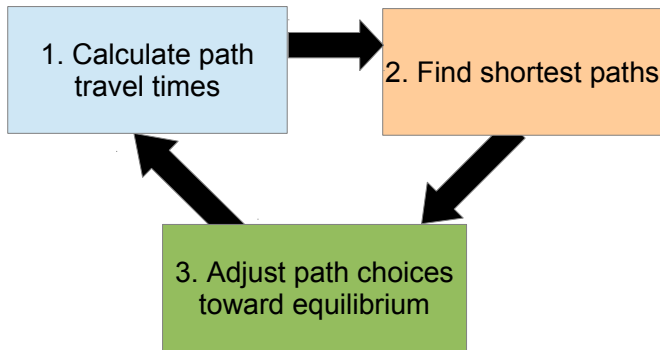 1. Calculate path
travel times
2. Find shortest paths
3. Adjust path choices
toward equilibrium